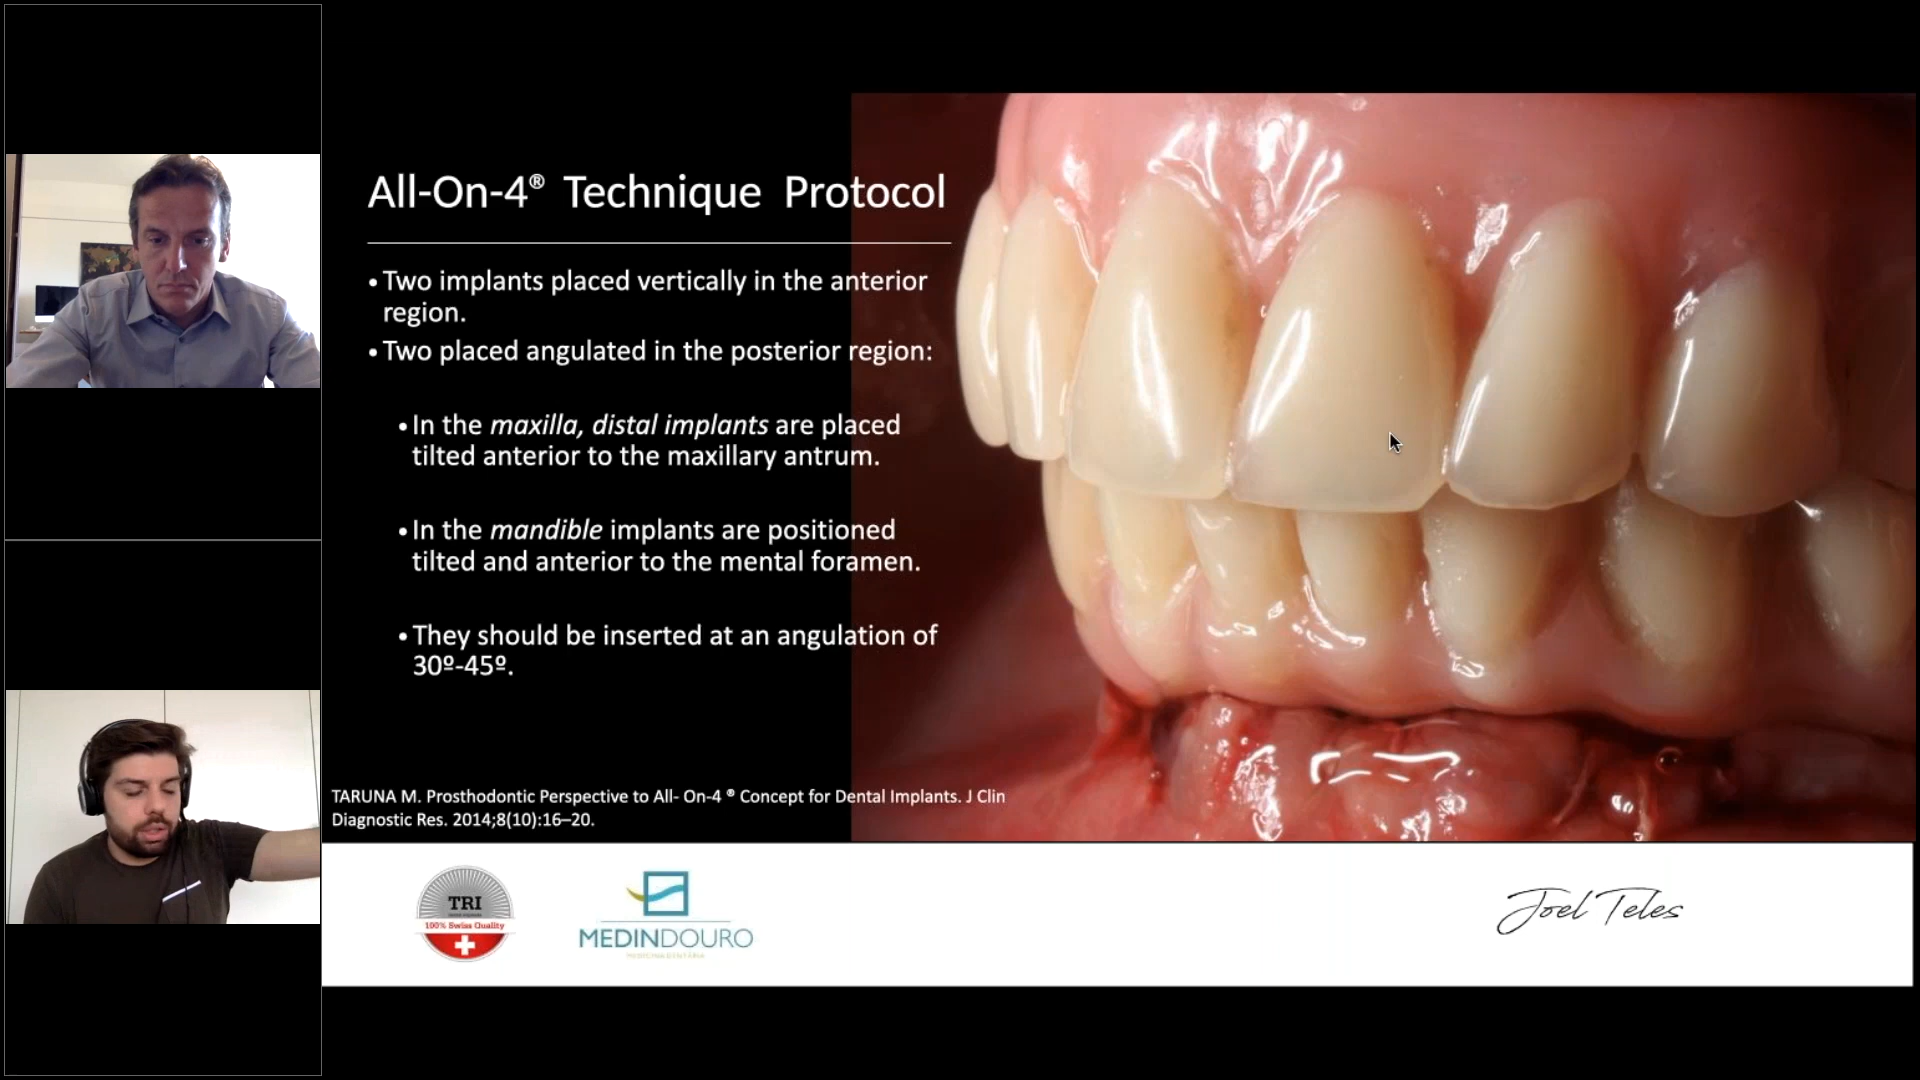 All-On-4® Technique Protocol
•Two implants placed vertically in the anterior
region.
•Two placed angulated in the posterior region:
•In the maxilla, distal implants are placed
tilted anterior to the maxillary antrum.
•In the mandible implants are positioned
tilted and anterior to the mental foramen.
•They should be inserted at an angulation of
30º-45º.
TARUNA M. Prosthodontic Perspective to All- On-4 ® Concept for Dental Implants. J Clin
Diagnostic Res. 2014;8(10):16–20.
TRI
100% Swiss Quality
MEDINDOURO
Joel Teles